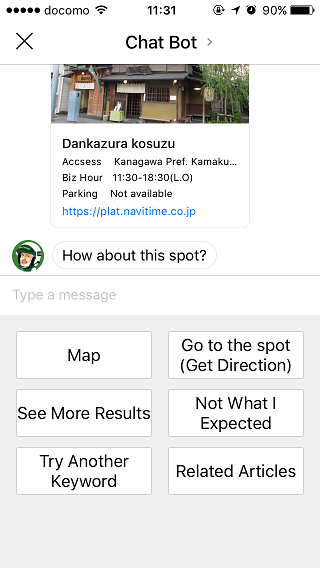 docomo 11:31 90%
Chat Bot
Dankazura kosuzu
Accsess Kanagawa Pref. Kamaku...
Biz Hour 11:30-18:30(L.O)
Parking Not available
https://plat.navitime.co.jp
How about this spot?
Type a message
Map
Go to the spot
(Get Direction)
See More Results
Not What I
Expected
Try Another
Keyword
Related Articles